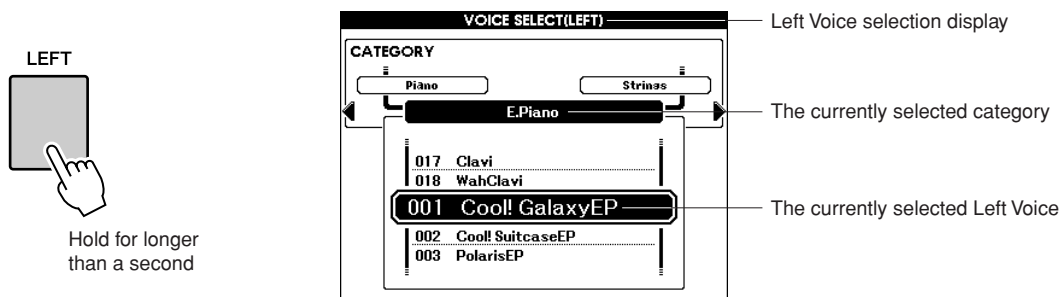 LEFT
Hold for longer
than a second
VOICE SELECT(LEFT)
Left Voice selection display
CATEGORY
Piano
Strings
E.Piano
The currently selected category
017 Clavi
018 WahClavi
001 Cool! GalaxyEP
The currently selected Left Voice
002 Cool! SuitcaseEP
003 PolarisEP